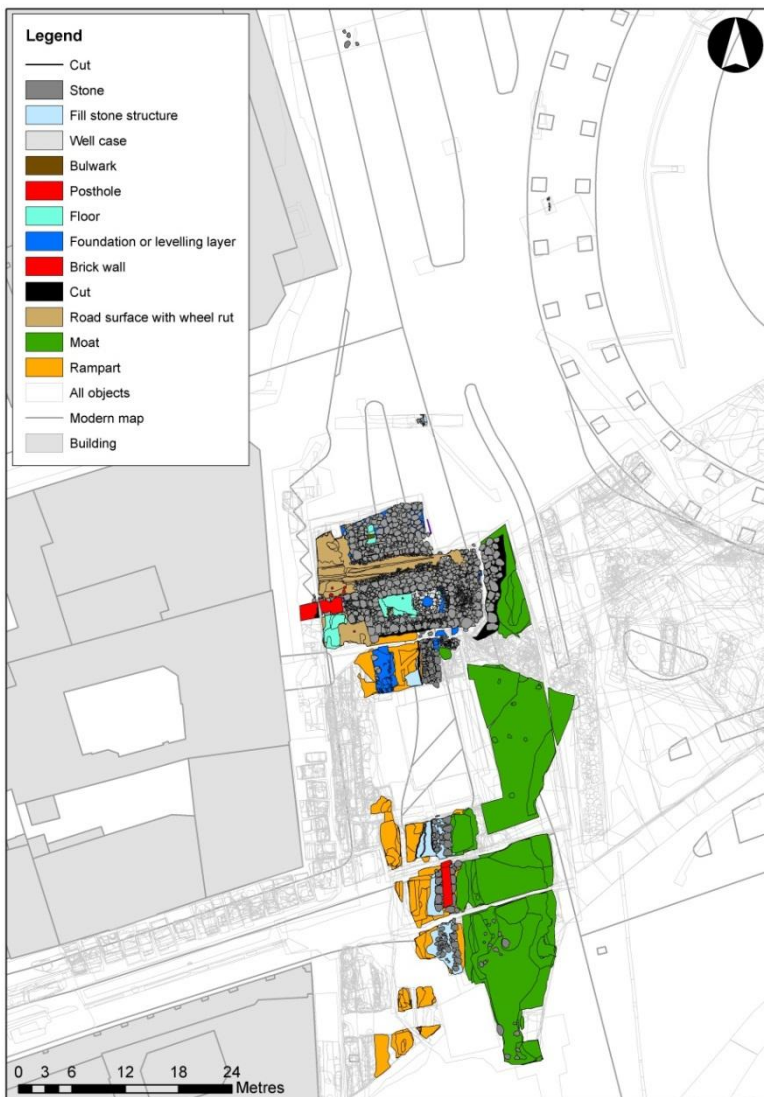 Legend
Cut
Stone
Fill stone structure
Well case
Bulwark
Posthole
Floor
Foundation or levelling layer
Brick wall
Cut
Road surface with wheel rut
Moat
Rampart
All objects
Modern map
Building
0 3 6 12 18 24
Metres